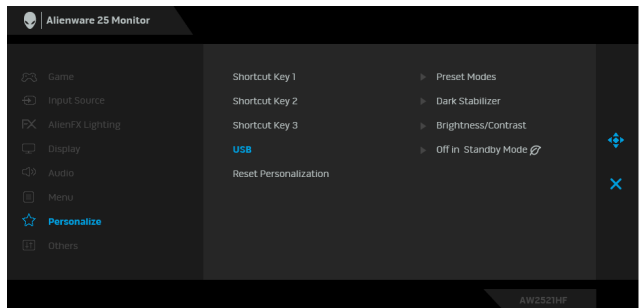 Alienware 25 Monitor
Game
Input Source
AlienFX Lighting
Display
Audio
Menu
Personalize
Others
Shortcut Key 1
Preset Modes
Shortcut Key 2
Dark Stabilizer
Shortcut Key 3
Brightness/Contrast
USB
Off in Standby Mode
Reset Personalization
AW2521HF